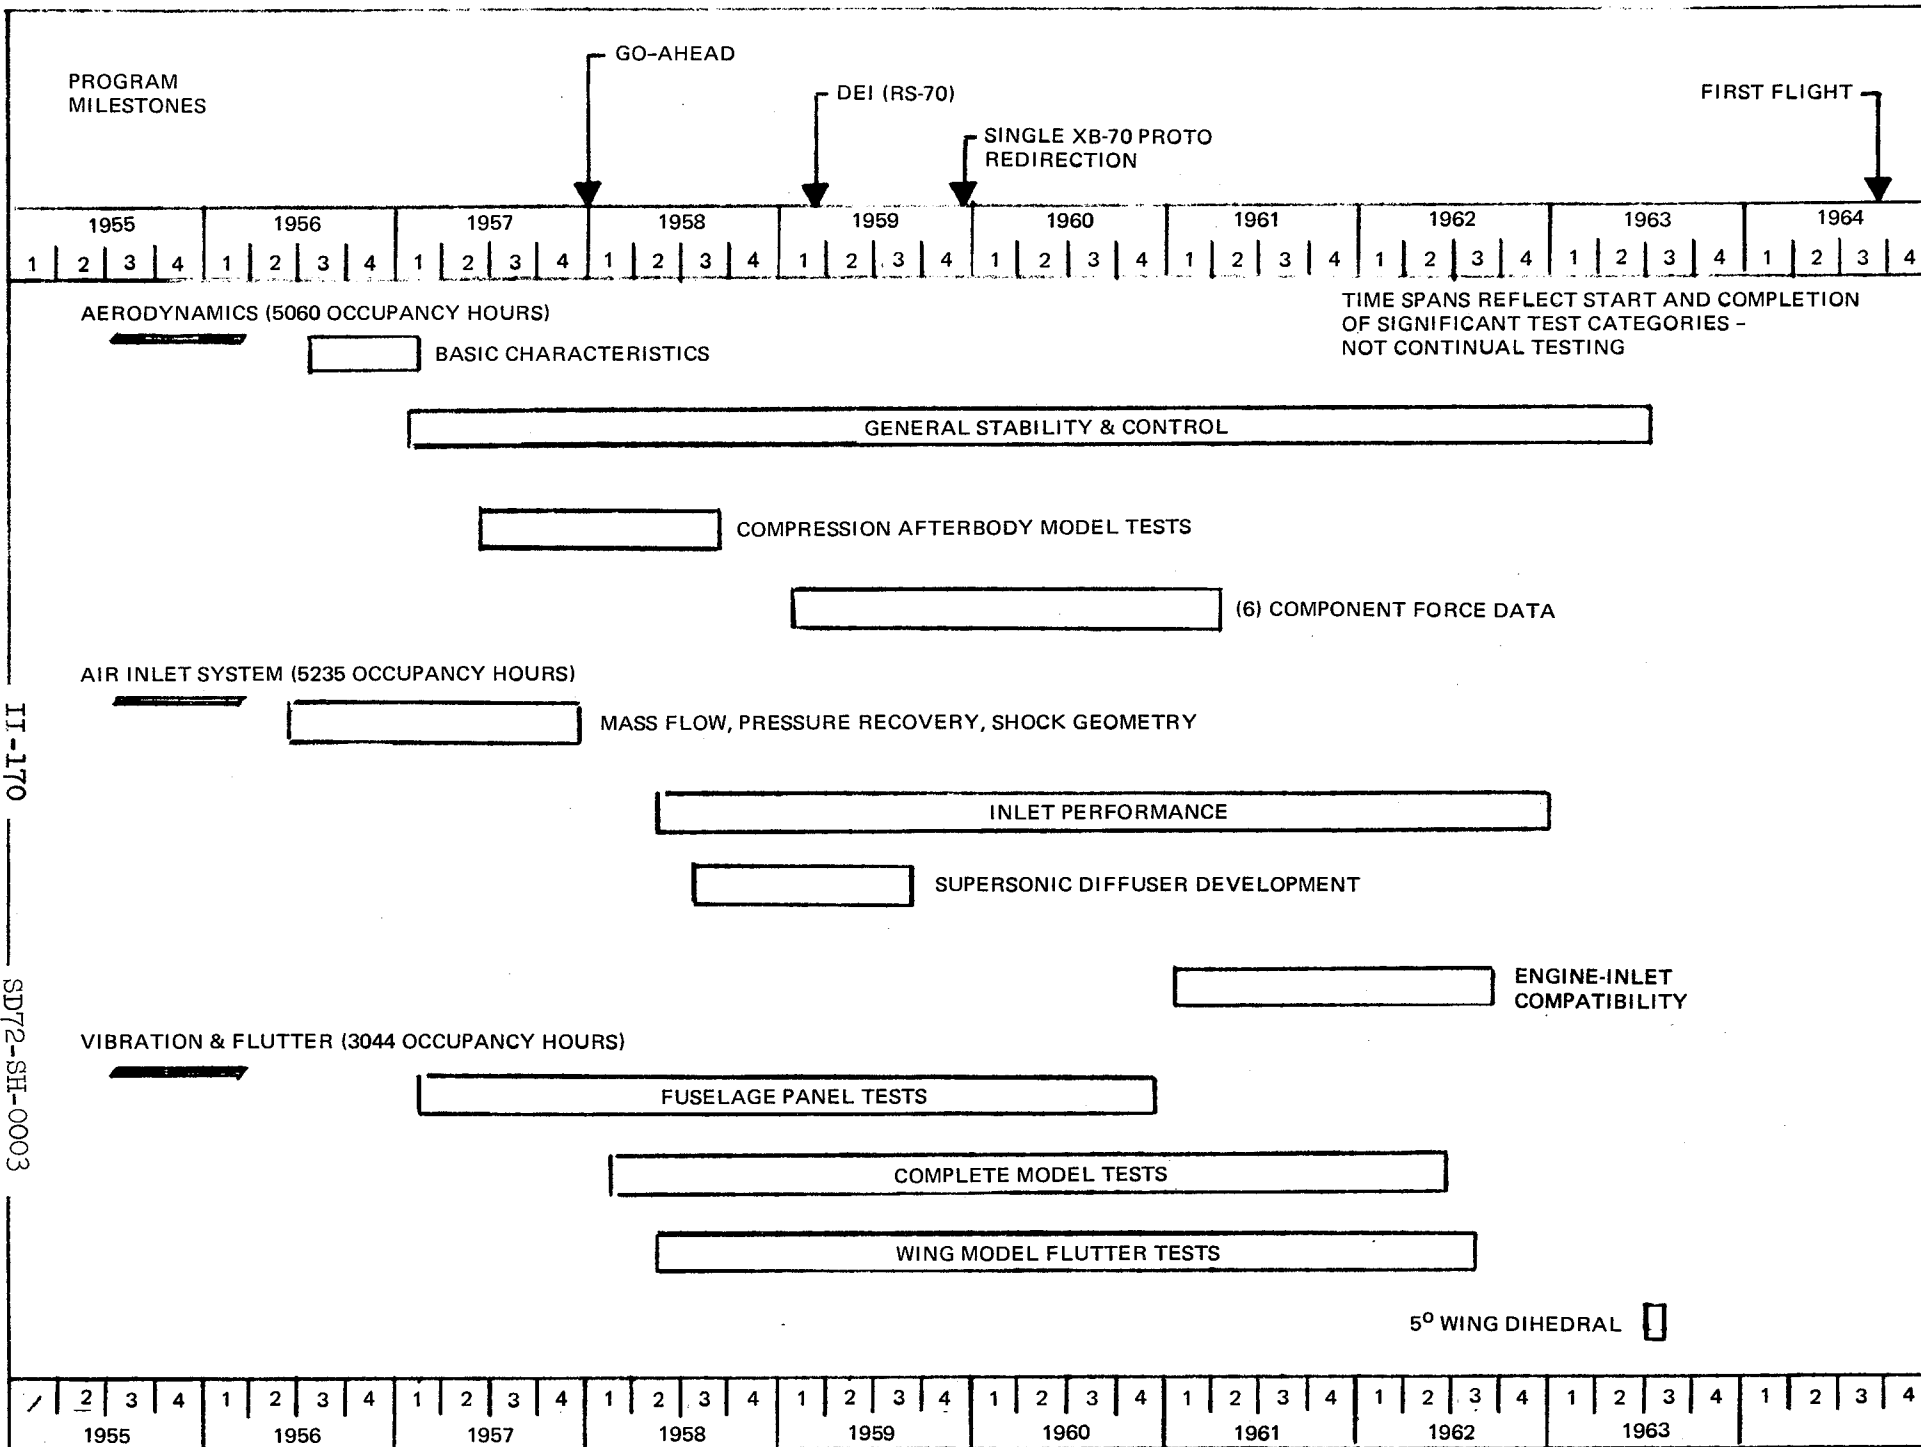 GO-AHEAD
PROGRAM
MILESTONES
DEI (RS-70)
FIRST FLIGHT
SINGLE XB-70 PROTO
REDIRECTION
1955 1956 1957 1958 1959 1960 1961 1962 1963 1964
1 2 3 4 1 2 3 4 1 2 3 4 1 2 3 4 1 2 3 4 1 2 3 4 1 2 3 4 1 2 3 4 1 2 3 4 1 2 3 4
TIME SPANS REFLECT START AND COMPLETION
OF SIGNIFICANT TEST CATEGORIES -
NOT CONTINUAL TESTING
AERODYNAMICS (5060 OCCUPANCY HOURS)
BASIC CHARACTERISTICS
GENERAL STABILITY & CONTROL
COMPRESSION AFTERBODY MODEL TESTS
(6) COMPONENT FORCE DATA
AIR INLET SYSTEM (5235 OCCUPANCY HOURS)
MASS FLOW, PRESSURE RECOVERY, SHOCK GEOMETRY
INLET PERFORMANCE
SUPERSONIC DIFFUSER DEVELOPMENT
ENGINE-INLET
COMPATIBILITY
VIBRATION & FLUTTER (3044 OCCUPANCY HOURS)
FUSELAGE PANEL TESTS
COMPLETE MODEL TESTS
WING MODEL FLUTTER TESTS
5º WING DIHEDRAL
1 2 3 4 1 2 3 4 1 2 3 4 1 2 3 4 1 2 3 4 1 2 3 4 1 2 3 4 1 2 3 4 1 2 3 4 1 2 3 4
1955 1956 1957 1958 1959 1960 1961 1962 1963
II-170
SD72-SH-0003